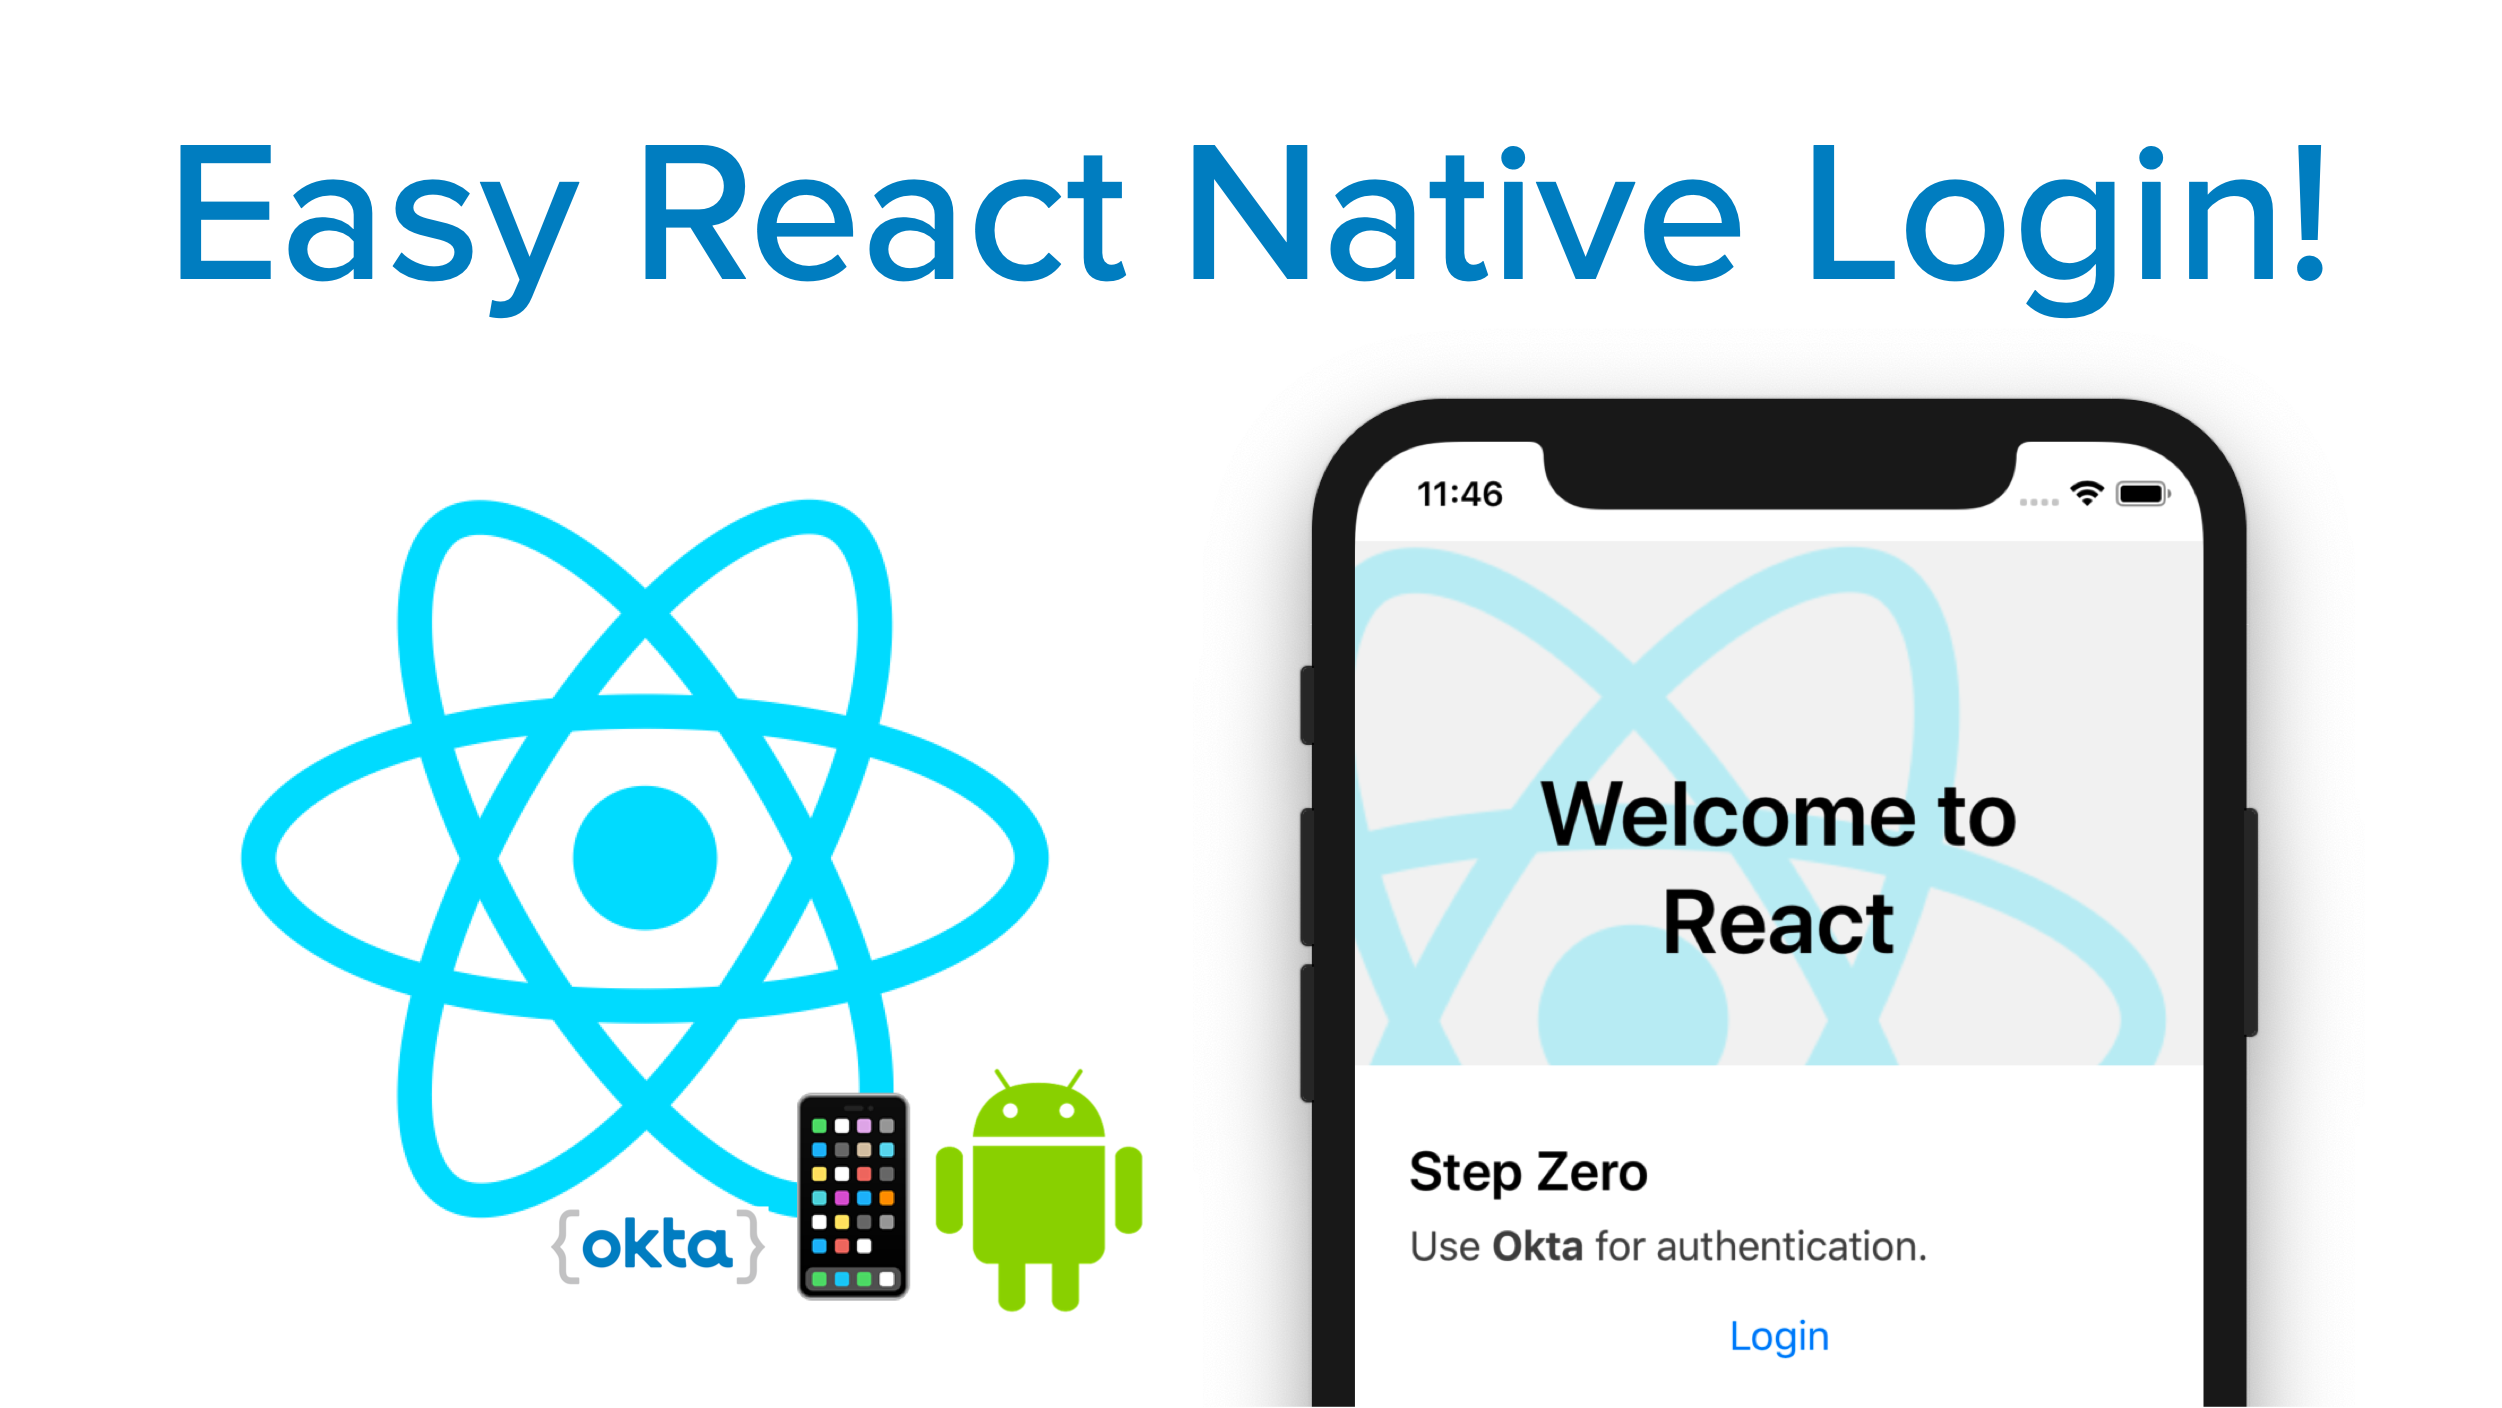 Easy React Native Login!
11:46
Welcome to
React
Step Zero
Use Okta for authentication.
Login
{okta}